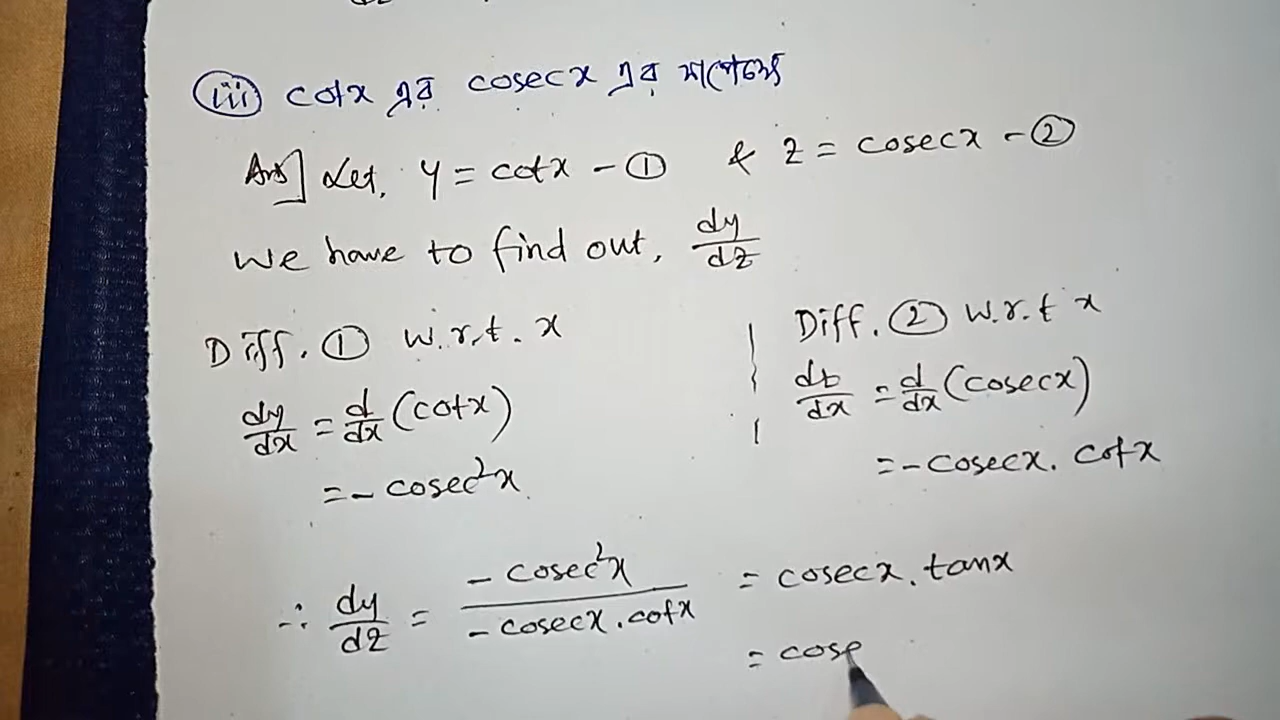 (iii) cotx এর cosecx এর সাপেক্ষে
Ans] Let, y = cotx - ① & z = cosecx - ②
We have to find out, dy/dz
Diff. ① w.r.t. x
dy/dx = d/dx (cotx)
= - cosec²x
Diff. ② w.r.t x
dz/dx = d/dx (cosecx)
= - cosecx. cotx
∴ dy/dz = - cosec²x / - cosecx . cotx = cosecx. tanx
= cose